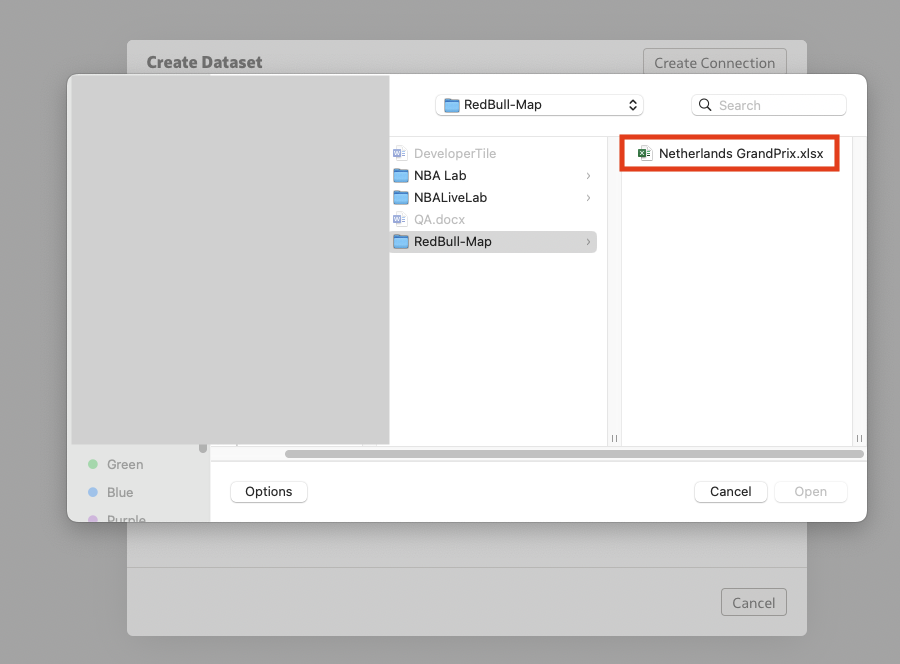 Create Dataset
Create Connection
RedBull-Map
Search
DeveloperTile
NBA Lab
NBALiveLab
QA.docx
RedBull-Map
Netherlands GrandPrix.xlsx
Green
Blue
Purple
Options
Cancel
Open
Cancel